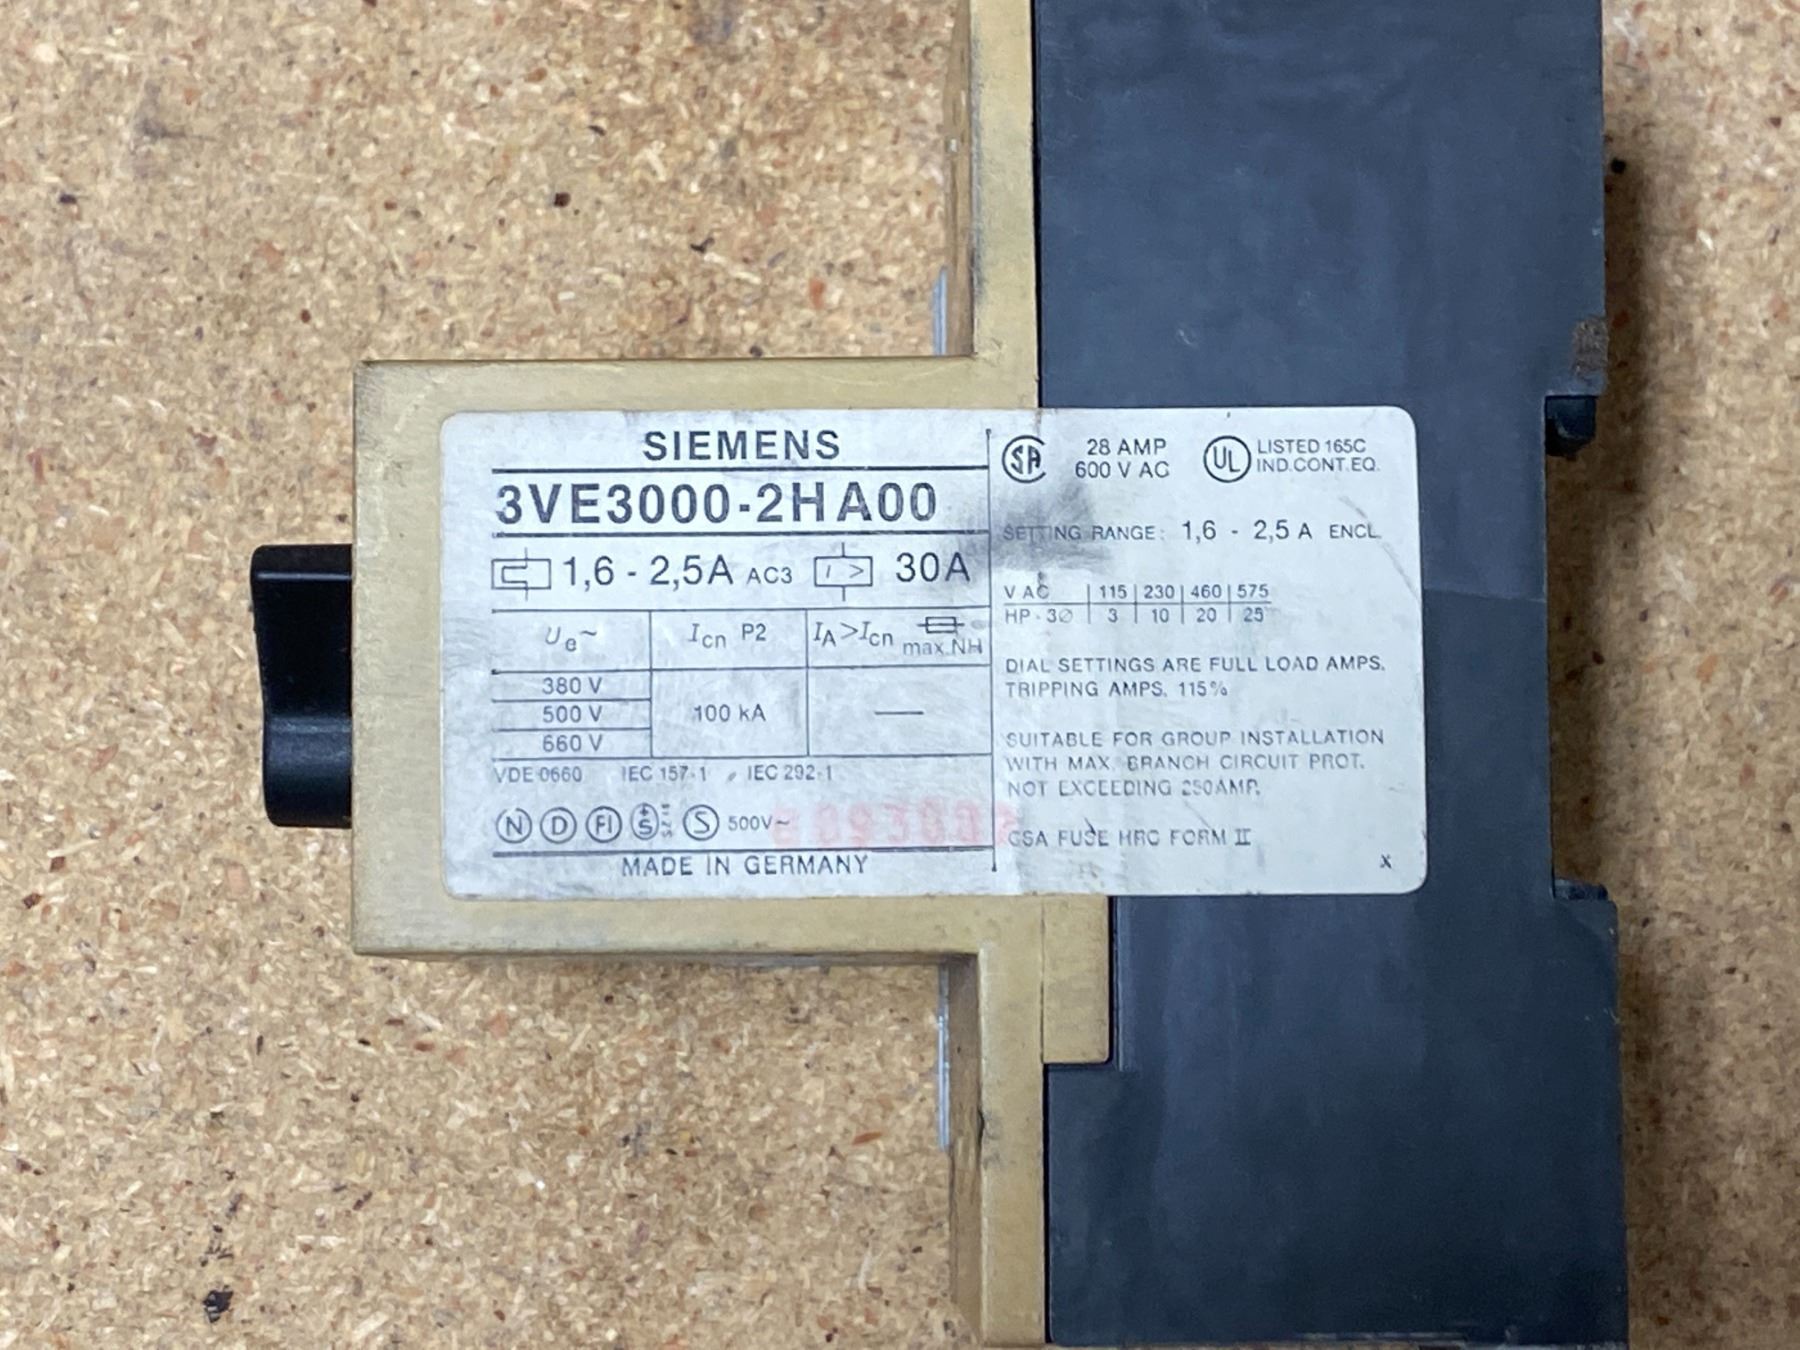 SIEMENS
3VE3000-2HA00
1,6 - 2,5A AC3 I > 30A
Ue~ Icn P2 IA>Icn max.NH
380 V
500 V 100 kA —
660 V
VDE 0660 IEC 157-1 , IEC 292-1
N D FI +S S 500V~
MADE IN GERMANY
SA 28 AMP UL LISTED 165C
600 V AC IND.CONT.EQ.
SETTING RANGE: 1,6 - 2,5 A ENCL.
V AC 115 230 460 575
HP-3Ø 3 10 20 25
DIAL SETTINGS ARE FULL LOAD AMPS.
TRIPPING AMPS. 115%
SUITABLE FOR GROUP INSTALLATION
WITH MAX. BRANCH CIRCUIT PROT.
NOT EXCEEDING 250AMP.
CSA FUSE HRC FORM II
X